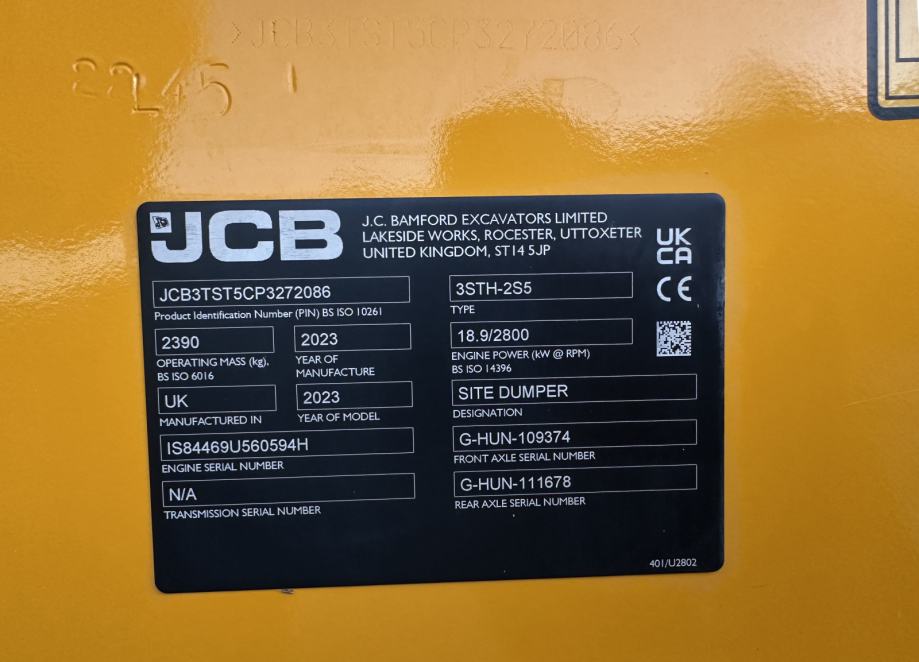 >JCB3TST5CP3272086<
JCB
J.C. BAMFORD EXCAVATORS LIMITED
LAKESIDE WORKS, ROCESTER, UTTOXETER
UNITED KINGDOM, ST14 5JP
UK
CA
CE
JCB3TST5CP3272086
Product Identification Number (PIN) BS ISO 10261
3STH-2S5
TYPE
2390
OPERATING MASS (kg),
BS ISO 6016
2023
YEAR OF
MANUFACTURE
18.9/2800
ENGINE POWER (kW @ RPM)
BS ISO 14396
UK
MANUFACTURED IN
2023
YEAR OF MODEL
SITE DUMPER
DESIGNATION
IS84469U560594H
ENGINE SERIAL NUMBER
G-HUN-109374
FRONT AXLE SERIAL NUMBER
N/A
TRANSMISSION SERIAL NUMBER
G-HUN-111678
REAR AXLE SERIAL NUMBER
401/U2802